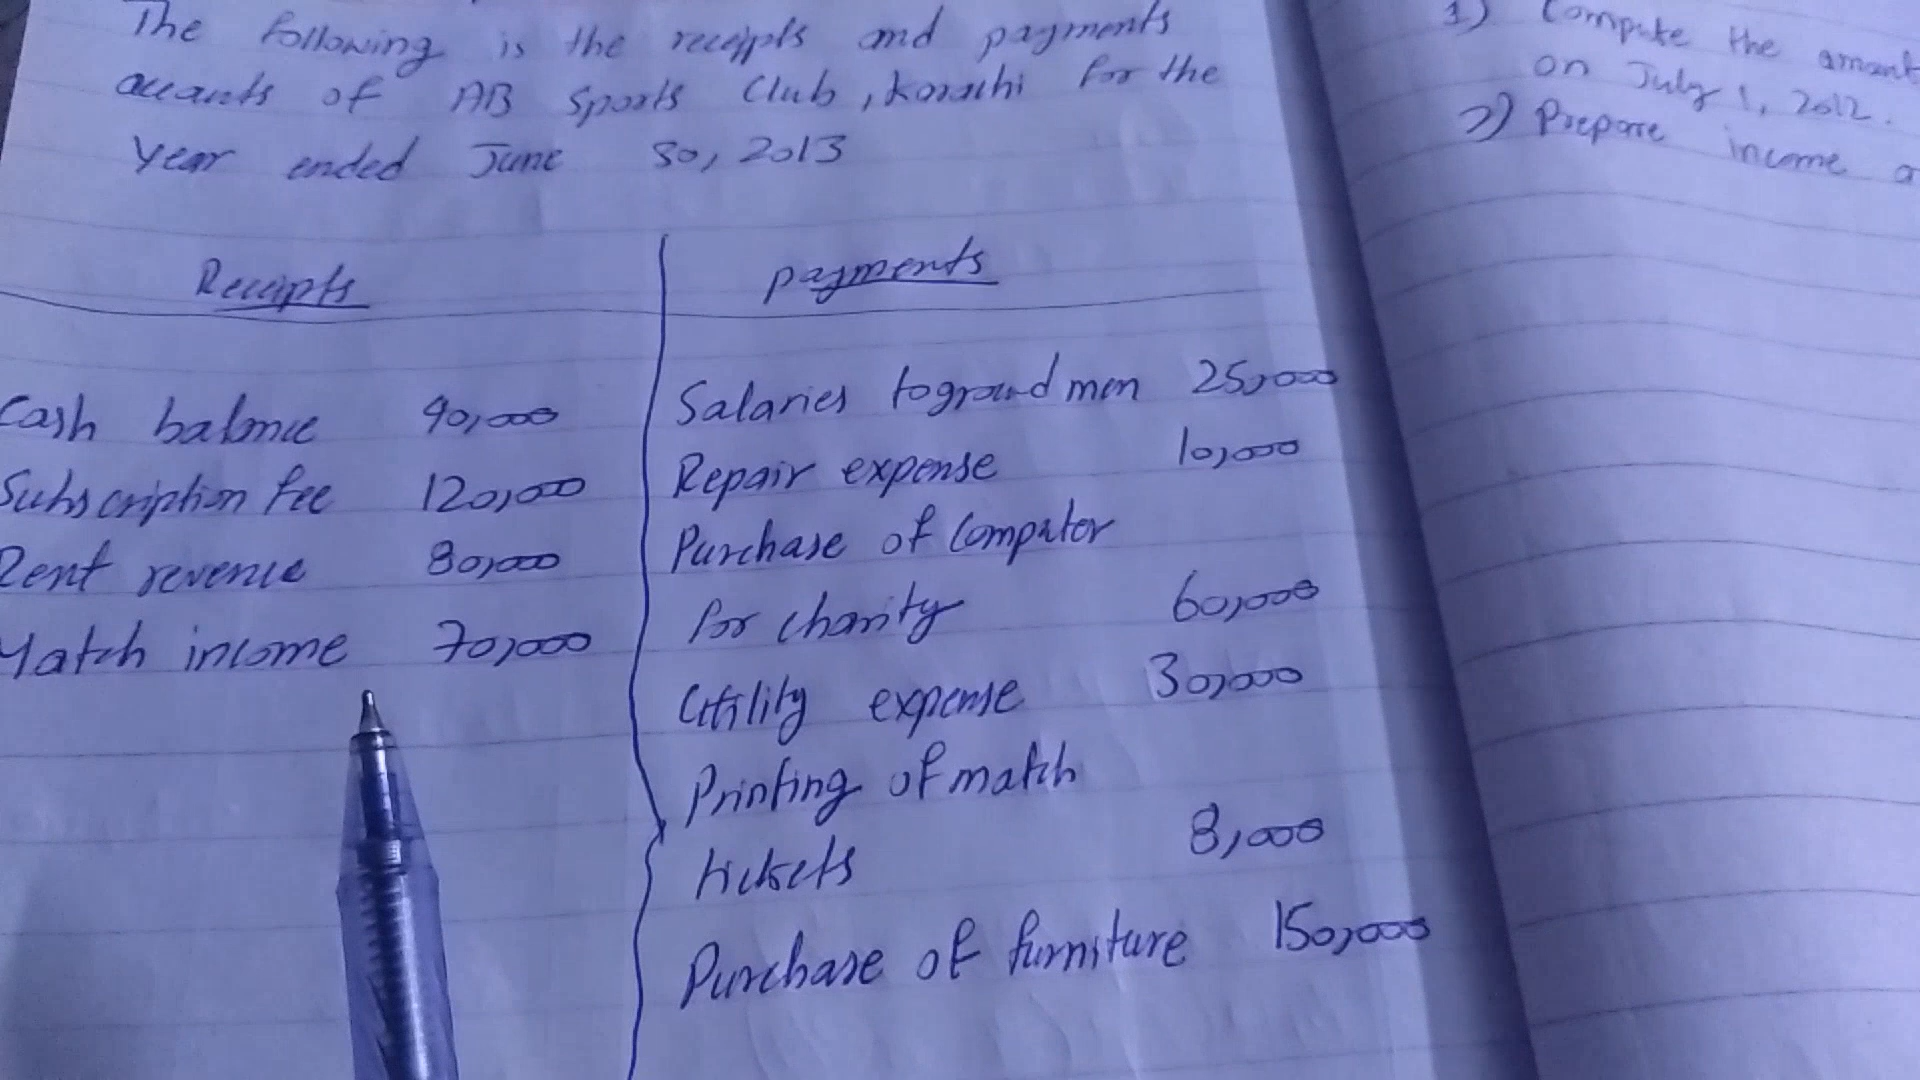 The following is the receipts and payments
accounts of AB Sports Club, Karachi for the
Year ended June 30, 2013
Receipts
Cash balance 90,000
Subscription fee 120,000
Rent revenue 80,000
Match income 70,000
payments
Salaries to ground men 25,000
Repair expense 10,000
Purchase of Computer
for charity 60,000
Utility expense 30,000
Printing of match
tickets 8,000
Purchase of furniture 150,000
1) Compute the amount
on July 1, 2012.
2) Prepare income